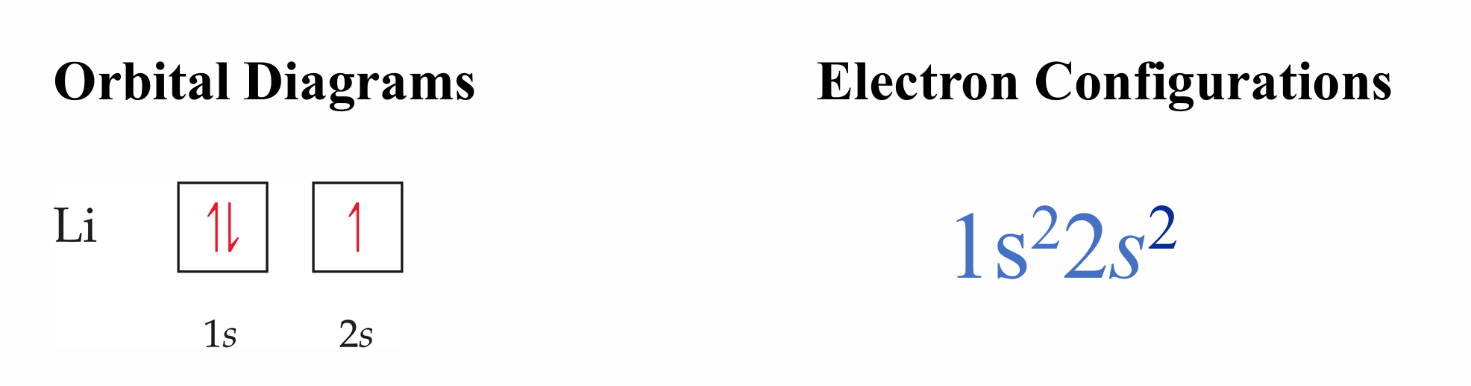 Orbital Diagrams
Electron Configurations
Li
1s²2s²
1s 2s